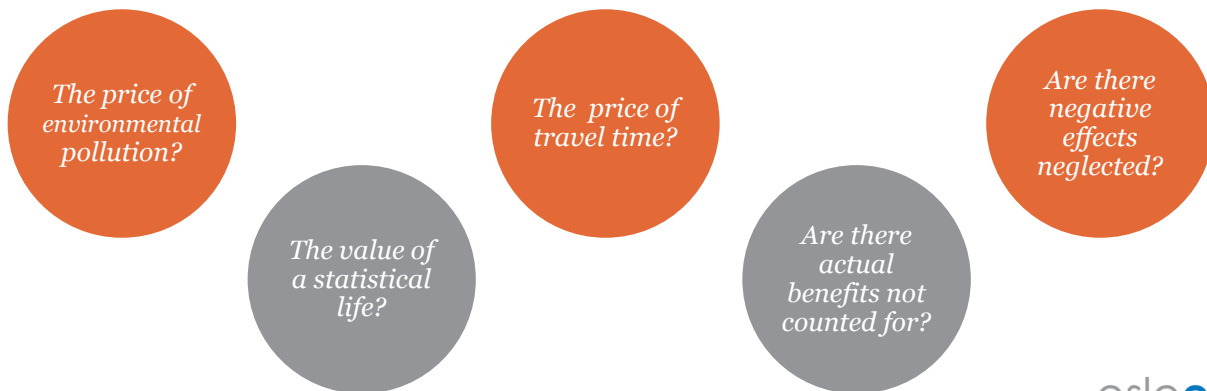 The price of
environmental
pollution?
The value of
a statistical
life?
The  price of
travel time?
Are there
actual
benefits not
counted for?
Are there
negative
effects
neglected?